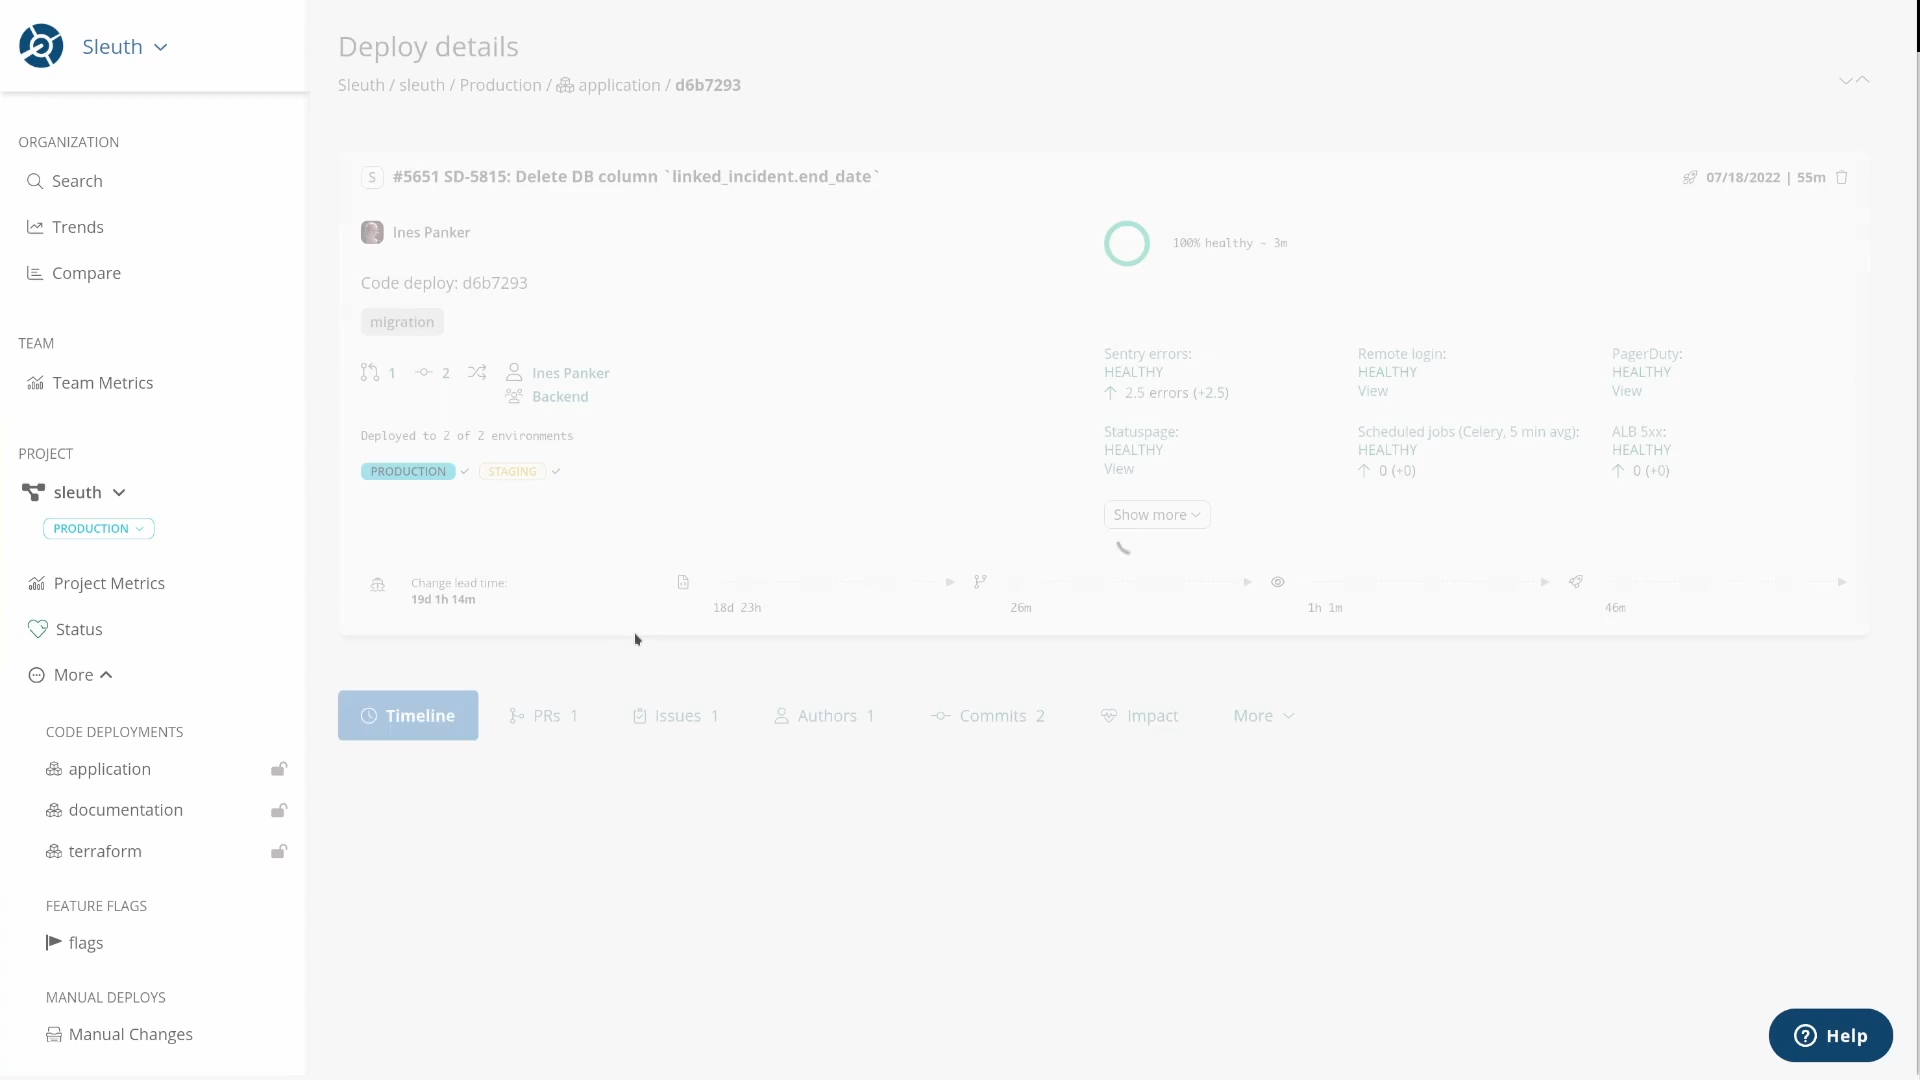 Sleuth
ORGANIZATION
Search
Trends
Compare
TEAM
Team Metrics
PROJECT
sleuth
PRODUCTION
Project Metrics
Status
More
CODE DEPLOYMENTS
application
documentation
terraform
FEATURE FLAGS
flags
MANUAL DEPLOYS
Manual Changes
Deploy details
Sleuth / sleuth / Production / application / d6b7293
S #5651 SD-5815: Delete DB column `linked_incident.end_date`
07/18/2022 | 55m
Ines Panker
Code deploy: d6b7293
migration
1 2 Ines Panker
Backend
Deployed to 2 of 2 environments
PRODUCTION STAGING
100% healthy - 3m
Sentry errors:
HEALTHY
2.5 errors (+2.5)
Remote login:
HEALTHY
View
PagerDuty:
HEALTHY
View
Statuspage:
HEALTHY
View
Scheduled jobs (Celery, 5 min avg):
HEALTHY
0 (+0)
ALB 5xx:
HEALTHY
0 (+0)
Show more
Change lead time:
19d 1h 14m
18d 23h 26m 1h 1m 46m
Timeline PRs 1 Issues 1 Authors 1 Commits 2 Impact More
Help